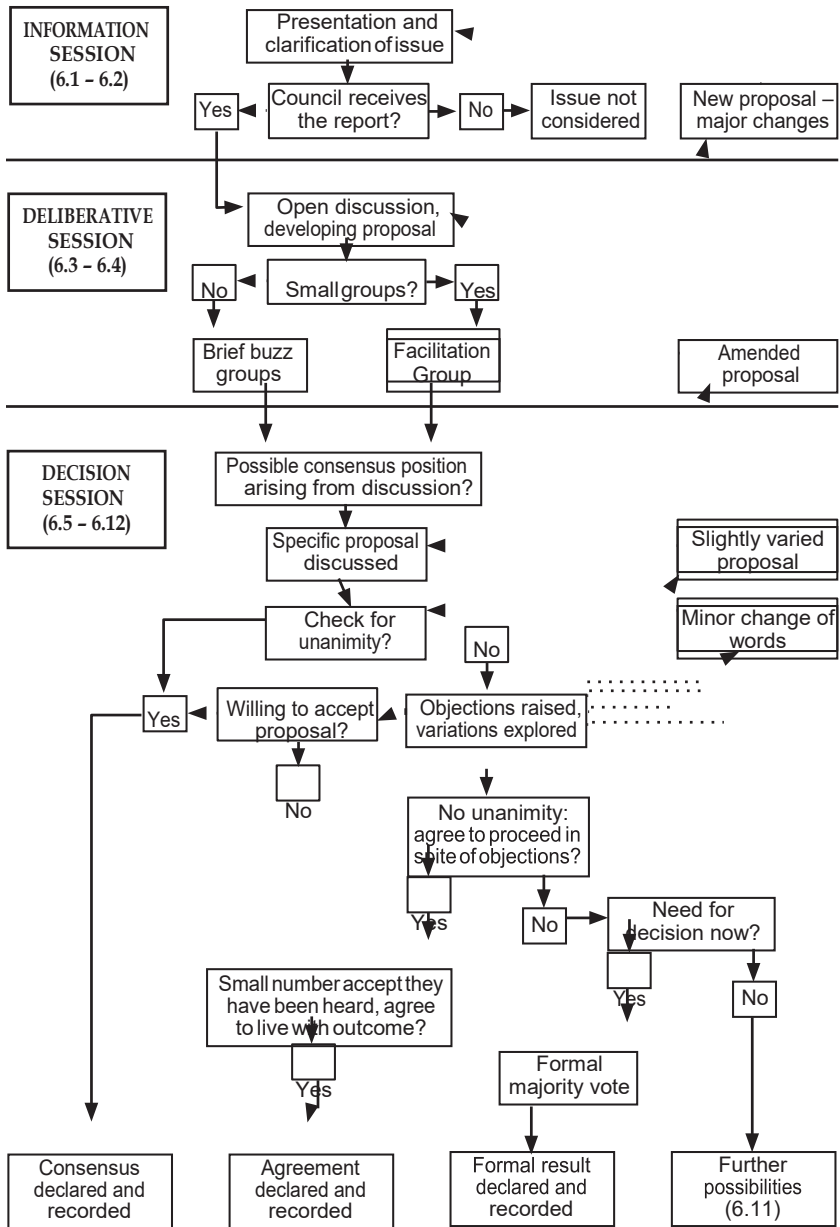 INFORMATION
SESSION
(6.1 – 6.2)
Presentation and
clarification of issue
Yes
Council receives
the report?
No
Issue not
considered
New proposal –
major changes
DELIBERATIVE
SESSION
(6.3 – 6.4)
Open discussion,
developing proposal
No
Small groups?
Yes
Brief buzz
groups
Facilitation
Group
Amended
proposal
DECISION
SESSION
(6.5 – 6.12)
Possible consensus position
arising from discussion?
Specific proposal
discussed
Slightly varied
proposal
Check for
unanimity?
No
Minor change of
words
Yes
Willing to accept
proposal?
Objections raised,
variations explored
No
No unanimity:
agree to proceed in
spite of objections?
Yes
No
Need for
decision now?
Yes
No
Small number accept they
have been heard, agree
to live with outcome?
Yes
Formal
majority vote
Consensus
declared and
recorded
Agreement
declared and
recorded
Formal result
declared and
recorded
Further
possibilities
(6.11)